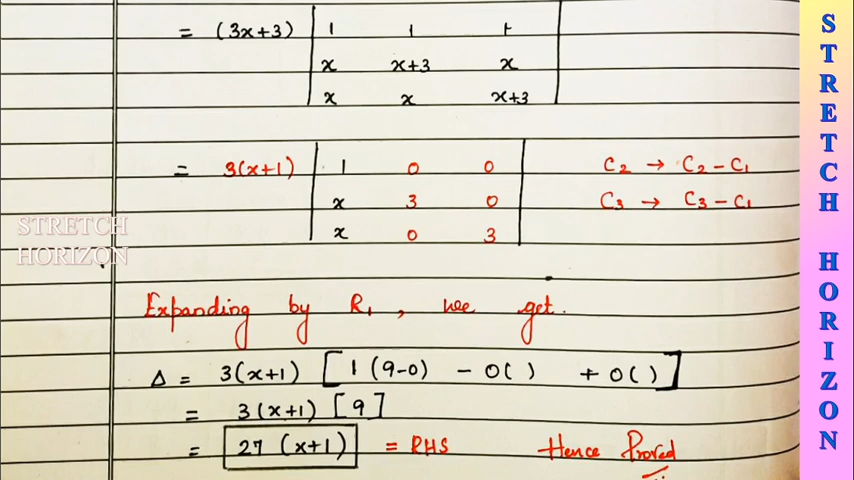 = (3x+3) | 1 1 1 |
| x x+3 x |
| x x x+3 |
= 3(x+1) | 1 0 0 | C₂ → C₂ - C₁
| x 3 0 | C₃ → C₃ - C₁
| x 0 3 |
STRETCH
HORIZON
Expanding by R₁, we get.
Δ = 3(x+1) [ 1 (9-0) - 0( ) + 0( ) ]
= 3(x+1) [9]
= 27 (x+1) = RHS Hence Proved
STRETCH HORIZON